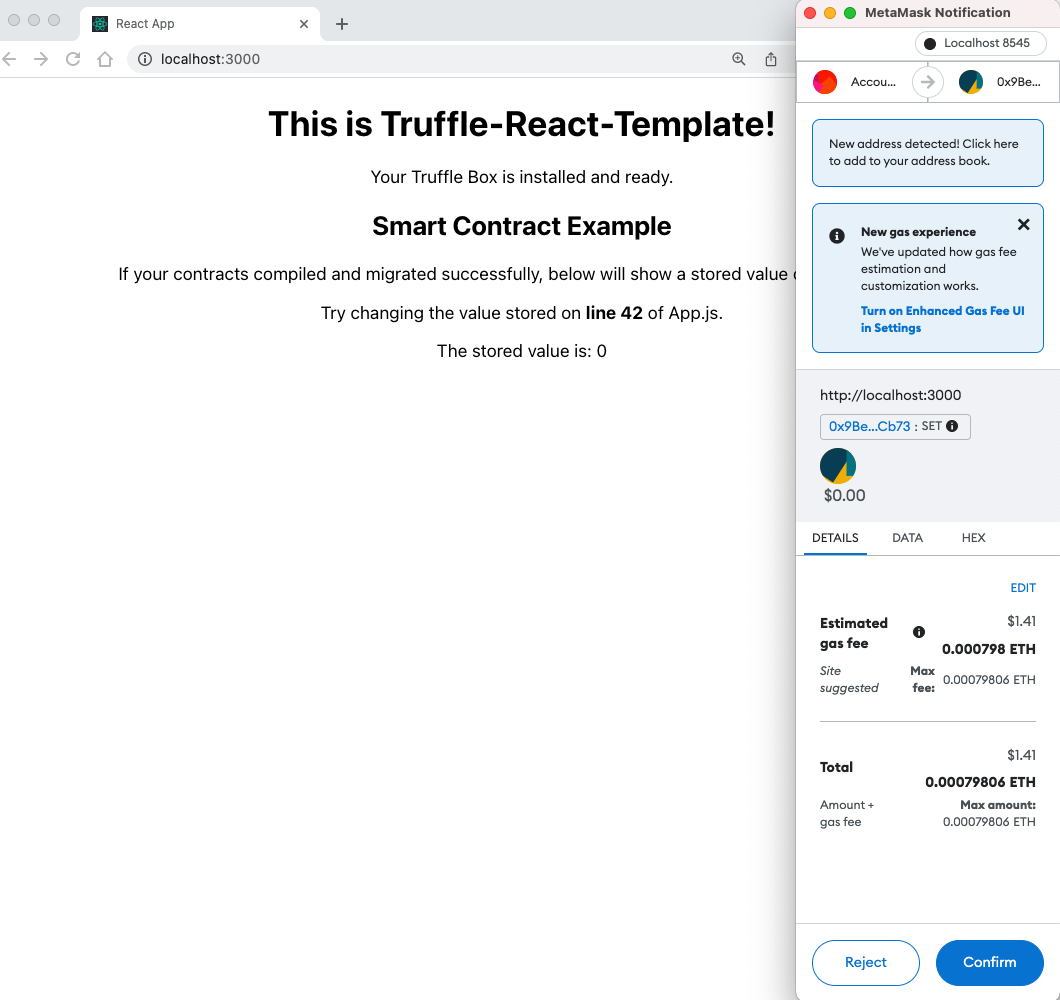 React App
localhost:3000
This is Truffle-React-Template!
Your Truffle Box is installed and ready.
Smart Contract Example
If your contracts compiled and migrated successfully, below will show a stored value
Try changing the value stored on line 42 of App.js.
The stored value is: 0
MetaMask Notification
Localhost 8545
Accou...
0x9Be...
New address detected! Click here
to add to your address book.
New gas experience
We've updated how gas fee
estimation and
customization works.
Turn on Enhanced Gas Fee UI
in Settings
http://localhost:3000
0x9Be...Cb73 : SET
$0.00
DETAILS DATA HEX
EDIT
Estimated
gas fee
$1.41
0.000798 ETH
Site
suggested
Max
fee:
0.00079806 ETH
Total
$1.41
0.00079806 ETH
Amount +
gas fee
Max amount:
0.00079806 ETH
Reject
Confirm